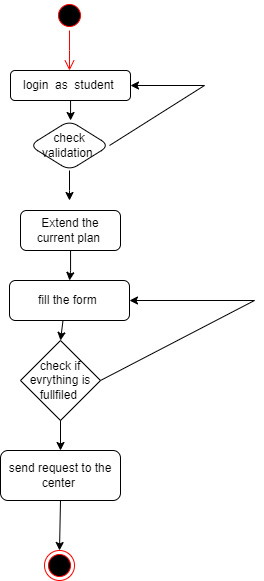 login as student
check
validation
Extend the
current plan
fill the form
check if
evrything is
fullfiled
send request to the
center